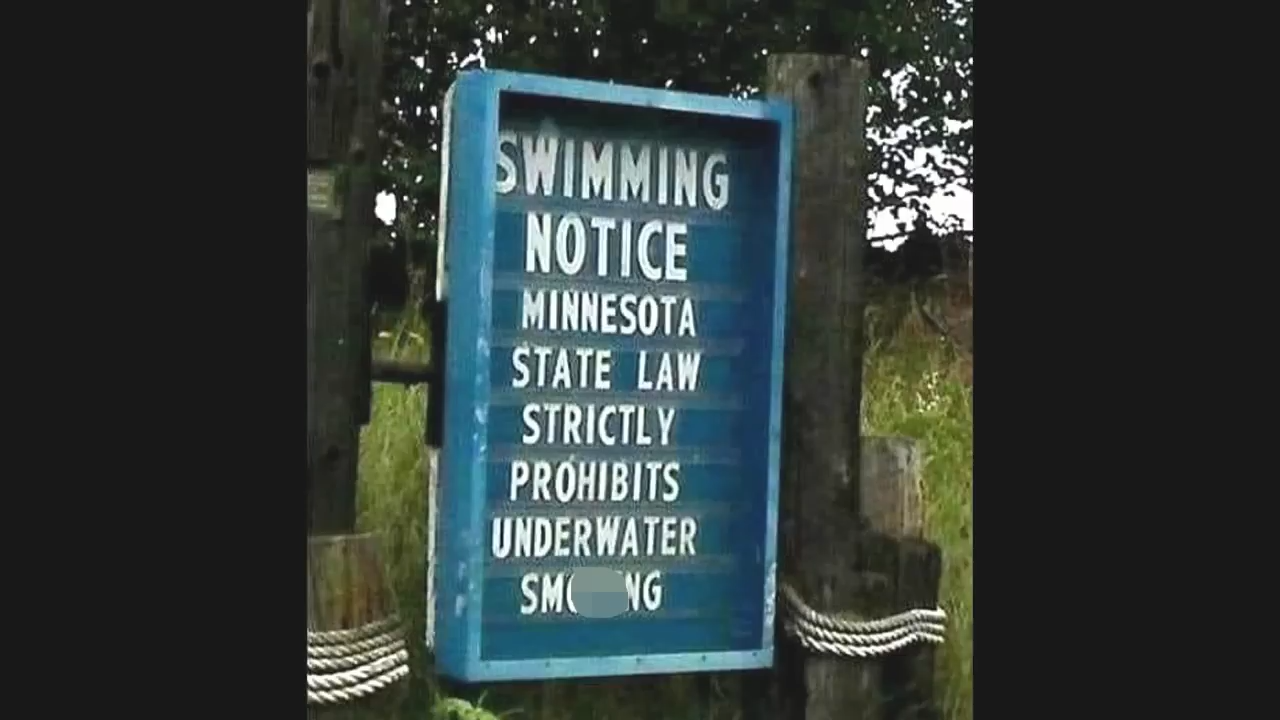 SWIMMING
NOTICE
MINNESOTA
STATE LAW
STRICTLY
PROHIBITS
UNDERWATER